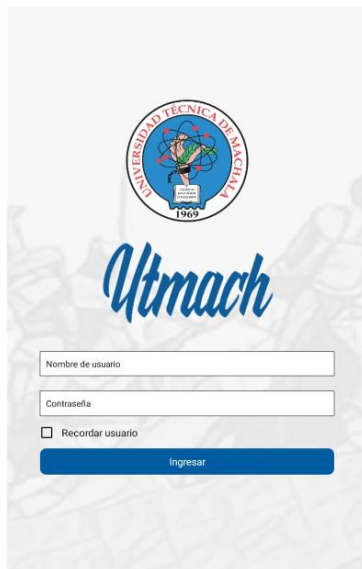 UNIVERSIDAD TÉCNICA DE MACHALA
1969
Utmach
Nombre de usuario
Contraseña
Recordar usuario
Ingresar